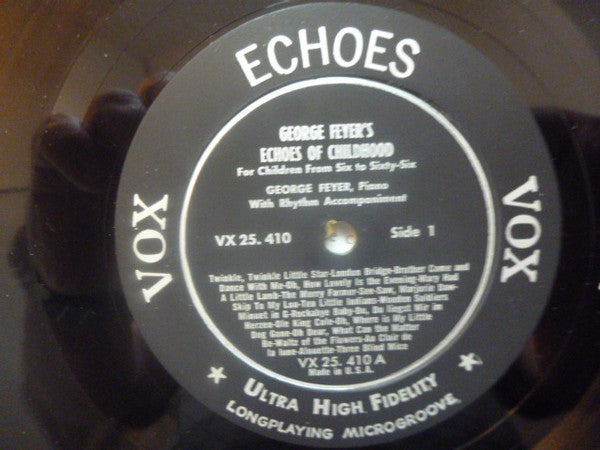 ECHOES
VOX
VOX
GEORGE FEYER'S
ECHOES OF CHILDHOOD
For Children From Six to Sixty-Six
GEORGE FEYER, Piano
With Rhythm Accompaniment
VX 25. 410 Side 1
Twinkle, Twinkle Little Star-London Bridge-Brother Come and
Dance With Me-Oh, How Lovely Is the Evening-Mary Had
A Little Lamb-The Merry Farmer-See-Saw, Marjorie Daw-
Skip To My Lou-Ten Little Indians-Wooden Soldiers
Minuet in G-Rockabye Baby-Du, Du liegst Mir im
Herzen-Ole King Cole-Oh, Where is My Little
Dog Gone-Oh Dear, What Can the Matter
Be-Waltz of the Flowers-Au Clair de
la lune-Alouette-Three Blind Mice
VX 25. 410 A
Made in U.S.A.
★ ULTRA HIGH FIDELITY ★
LONGPLAYING MICROGROOVE